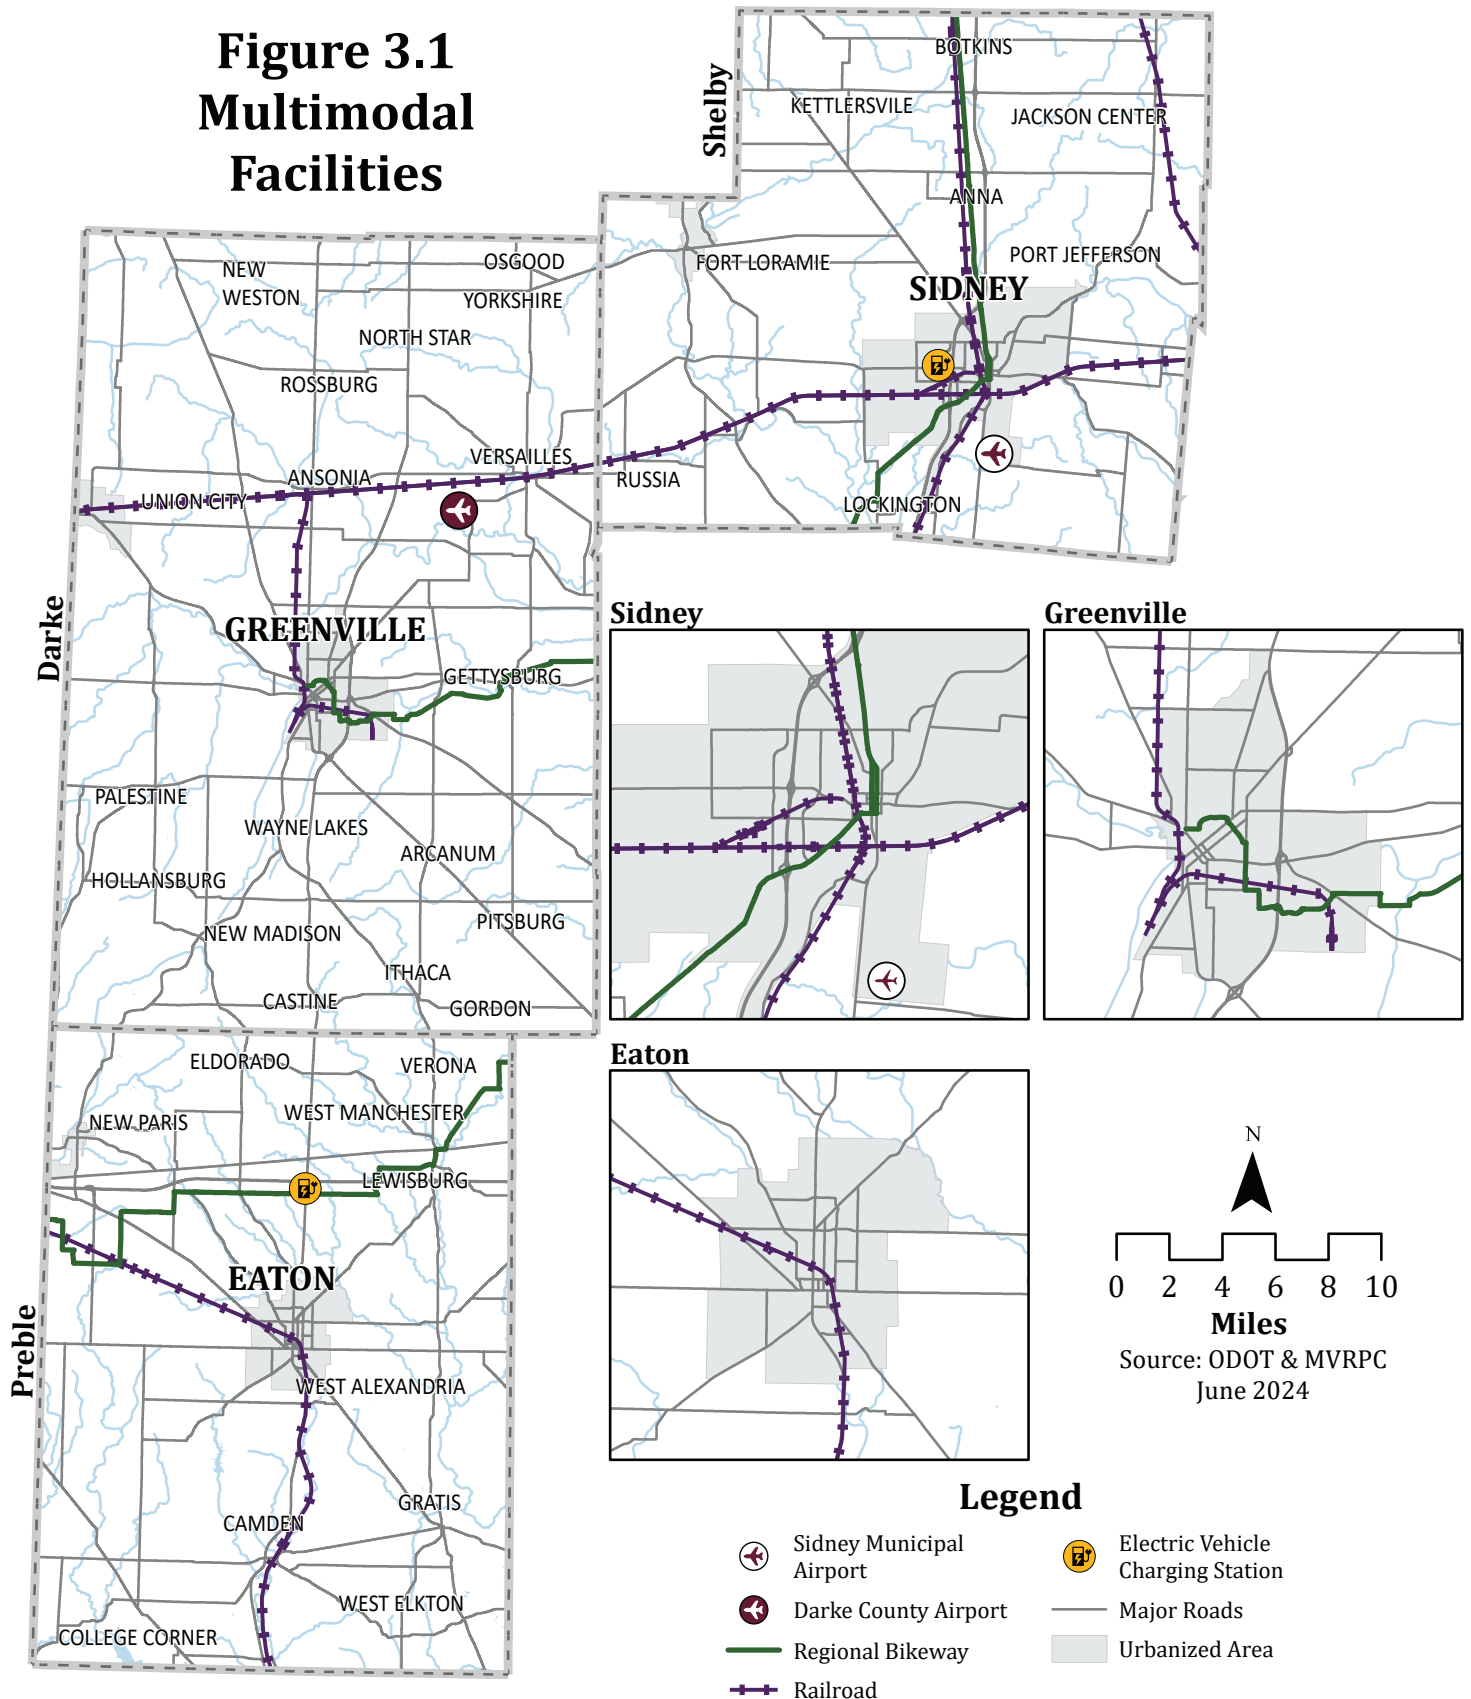 Figure 3.1
Multimodal
Facilities
Shelby
BOTKINS
KETTLERSVILE
JACKSON CENTER
ANNA
FORT LORAMIE
PORT JEFFERSON
SIDNEY
RUSSIA
LOCKINGTON
Darke
NEW
WESTON
OSGOOD
YORKSHIRE
NORTH STAR
ROSSBURG
VERSAILLES
ANSONIA
UNION CITY
GREENVILLE
GETTYSBURG
PALESTINE
WAYNE LAKES
ARCANUM
HOLLANSBURG
PITSBURG
NEW MADISON
ITHACA
CASTINE
GORDON
Preble
ELDORADO
VERONA
WEST MANCHESTER
NEW PARIS
LEWISBURG
EATON
WEST ALEXANDRIA
GRATIS
CAMDEN
WEST ELKTON
COLLEGE CORNER
Sidney
Greenville
Eaton
N
0 2 4 6 8 10
Miles
Source: ODOT & MVRPC
June 2024
Legend
Sidney Municipal
Airport
Darke County Airport
Regional Bikeway
Railroad
Electric Vehicle
Charging Station
Major Roads
Urbanized Area